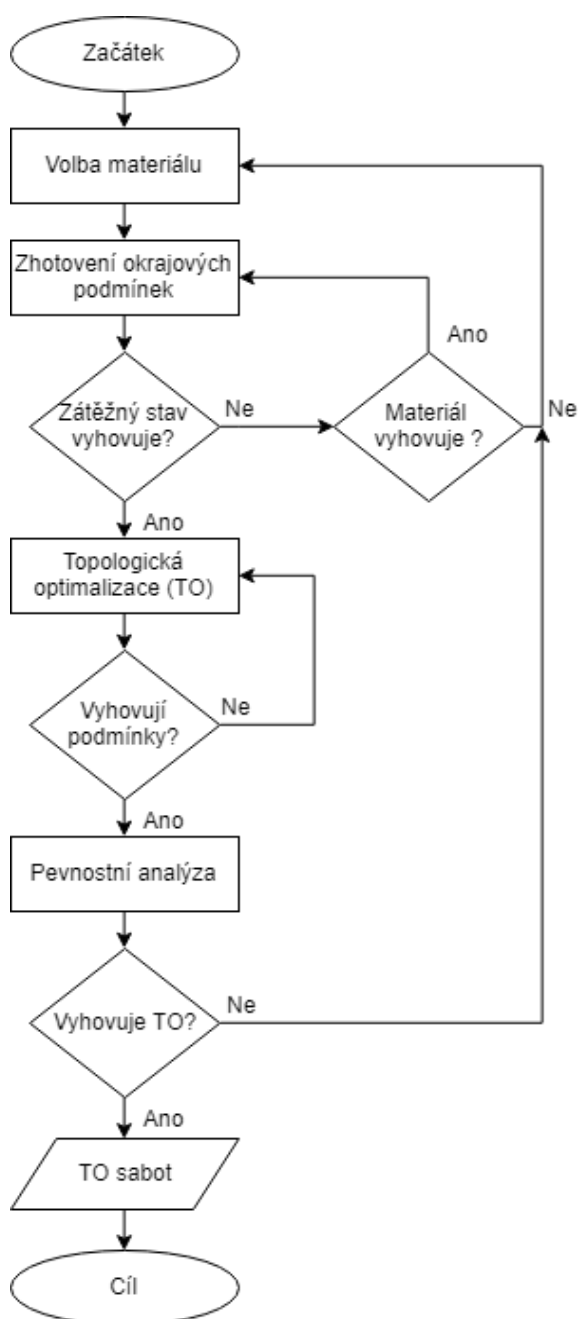 Začátek
Volba materiálu
Zhotovení okrajových
podmínek
Ano
Zátěžný stav
vyhovuje?
Ne
Materiál
vyhovuje ?
Ne
Ano
Topologická
optimalizace (TO)
Vyhovují
podmínky?
Ne
Ano
Pevnostní analýza
Vyhovuje TO?
Ne
Ano
TO sabot
Cíl